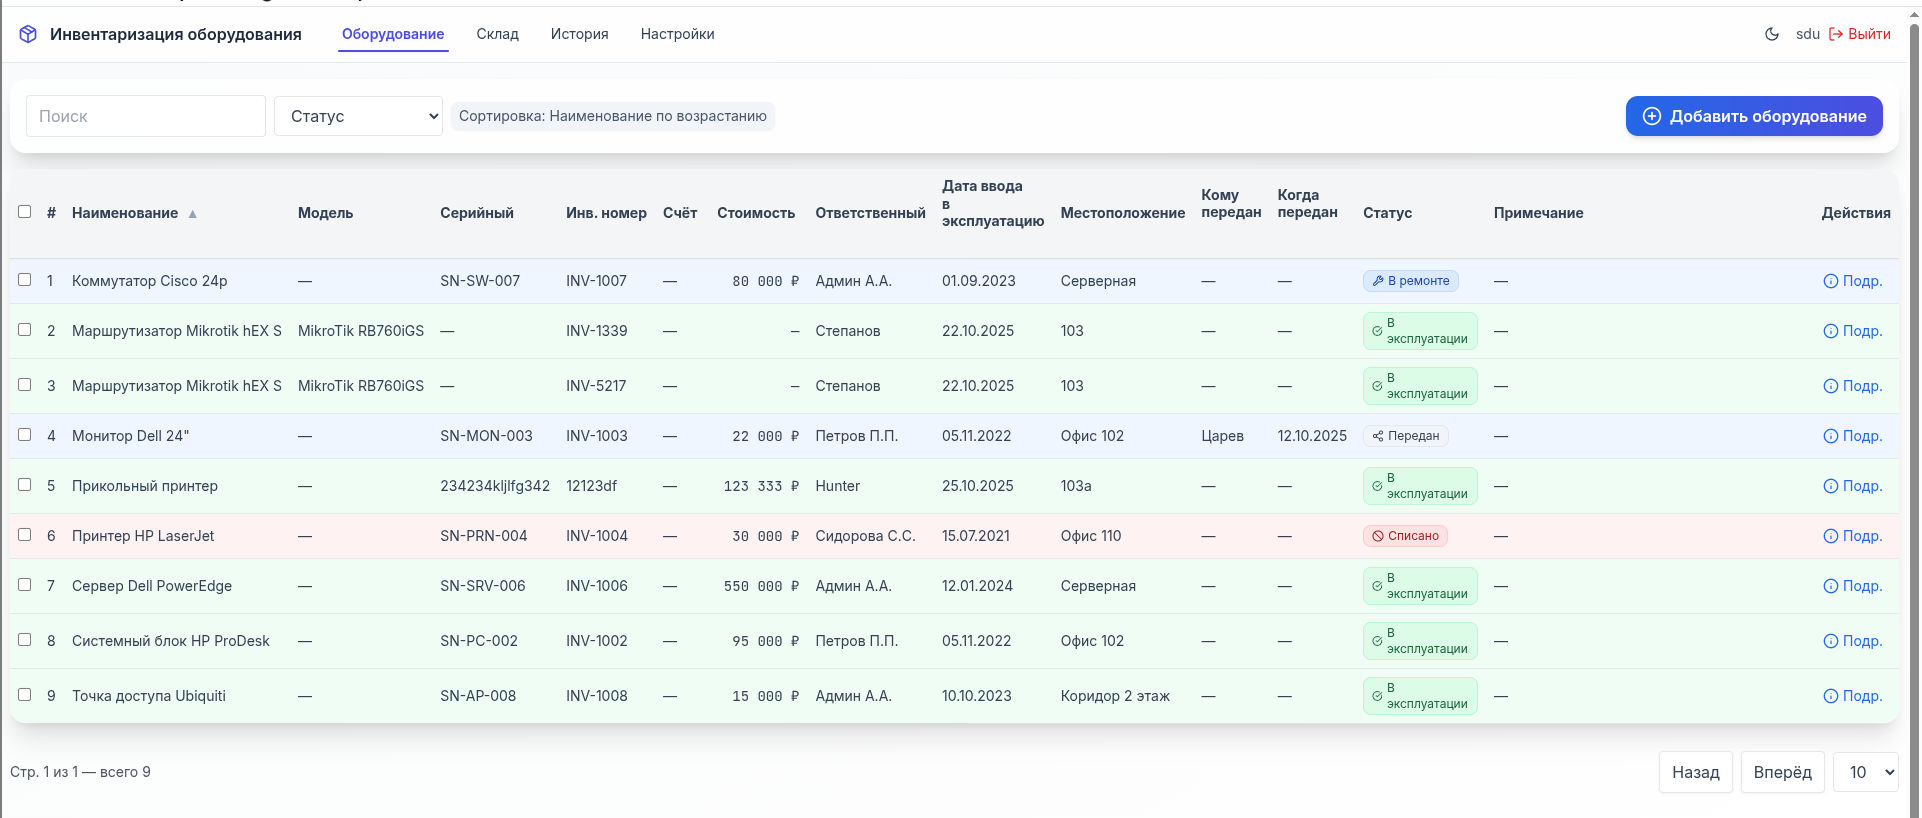 Инвентаризация оборудования Оборудование Склад История Настройки sdu Выйти
Поиск Статус Сортировка: Наименование по возрастанию Добавить оборудование
# Наименование ▲ Модель Серийный Инв. номер Счёт Стоимость Ответственный Дата ввода в эксплуатацию Местоположение Кому передан Когда передан Статус Примечание Действия
1 Коммутатор Cisco 24p — SN-SW-007 INV-1007 — 80 000 ₽ Админ А.А. 01.09.2023 Серверная — — В ремонте — Подр.
2 Маршрутизатор Mikrotik hEX S MikroTik RB760iGS — INV-1339 — — Степанов 22.10.2025 103 — — В эксплуатации — Подр.
3 Маршрутизатор Mikrotik hEX S MikroTik RB760iGS — INV-5217 — — Степанов 22.10.2025 103 — — В эксплуатации — Подр.
4 Монитор Dell 24" — SN-MON-003 INV-1003 — 22 000 ₽ Петров П.П. 05.11.2022 Офис 102 Царев 12.10.2025 Передан — Подр.
5 Прикольный принтер — 234234kljlfg342 12123df — 123 333 ₽ Hunter 25.10.2025 103а — — В эксплуатации — Подр.
6 Принтер HP LaserJet — SN-PRN-004 INV-1004 — 30 000 ₽ Сидорова С.С. 15.07.2021 Офис 110 — — Списано — Подр.
7 Сервер Dell PowerEdge — SN-SRV-006 INV-1006 — 550 000 ₽ Админ А.А. 12.01.2024 Серверная — — В эксплуатации — Подр.
8 Системный блок HP ProDesk — SN-PC-002 INV-1002 — 95 000 ₽ Петров П.П. 05.11.2022 Офис 102 — — В эксплуатации — Подр.
9 Точка доступа Ubiquiti — SN-AP-008 INV-1008 — 15 000 ₽ Админ А.А. 10.10.2023 Коридор 2 этаж — — В эксплуатации — Подр.
Стр. 1 из 1 — всего 9 Назад Вперёд 10